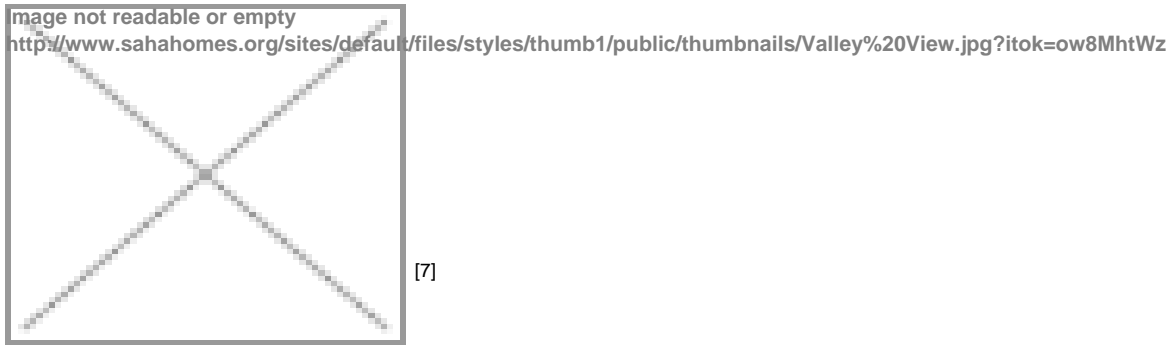 Image not readable or empty
http://www.sahahomes.org/sites/default/files/styles/thumb1/public/thumbnails/Valley%20View.jpg?itok=ow8MhtWz
[7]